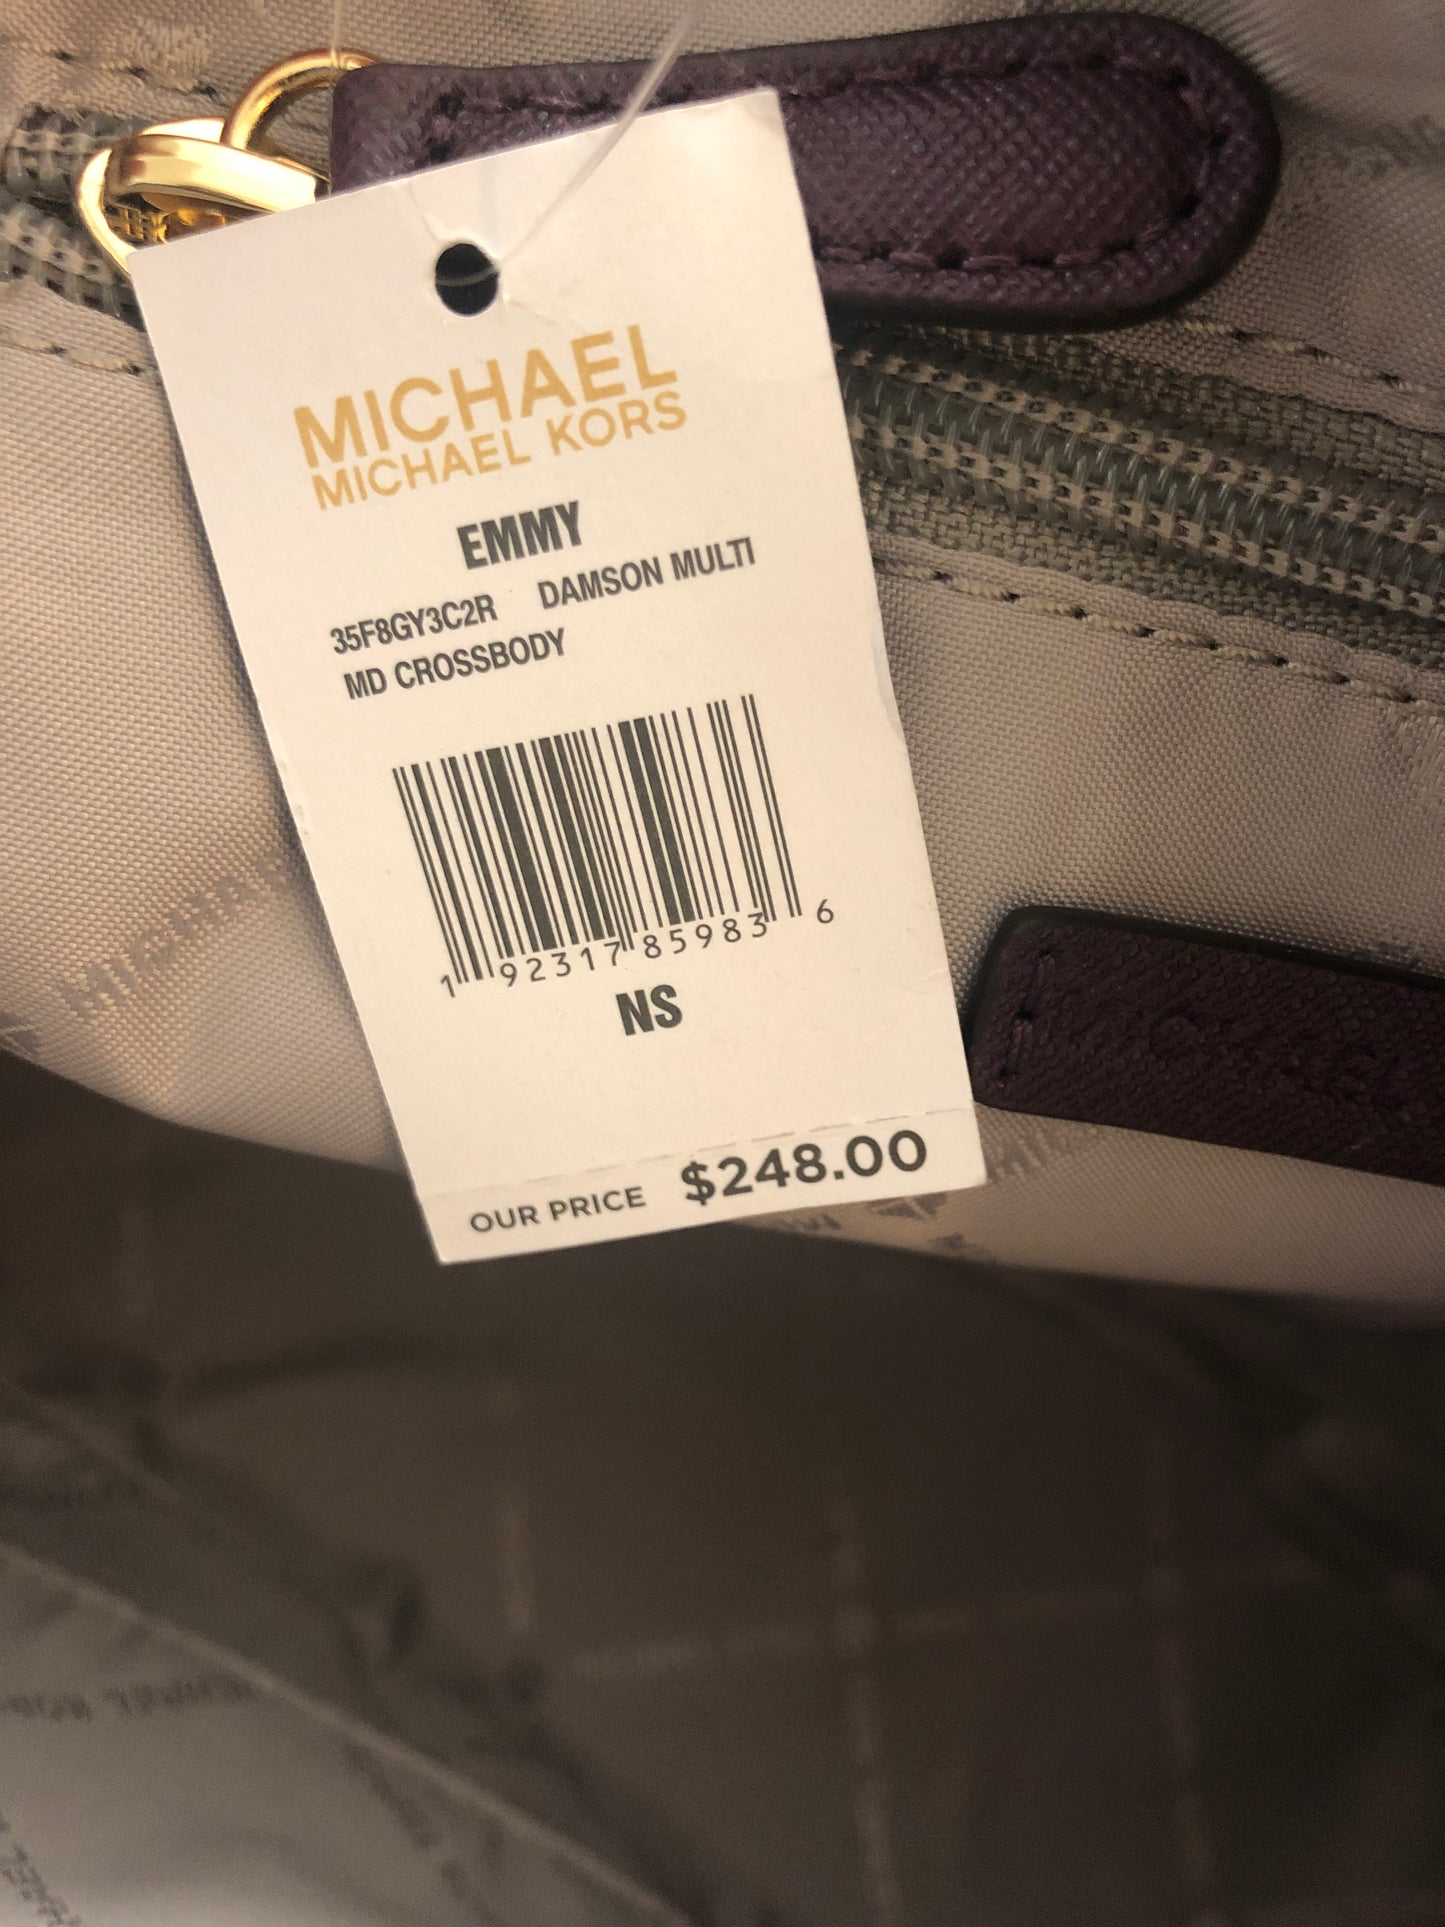 MICHAEL
MICHAEL KORS
EMMY
35F8GY3C2R DAMSON MULTI
MD CROSSBODY
1 92317 85983 6
NS
OUR PRICE $248.00